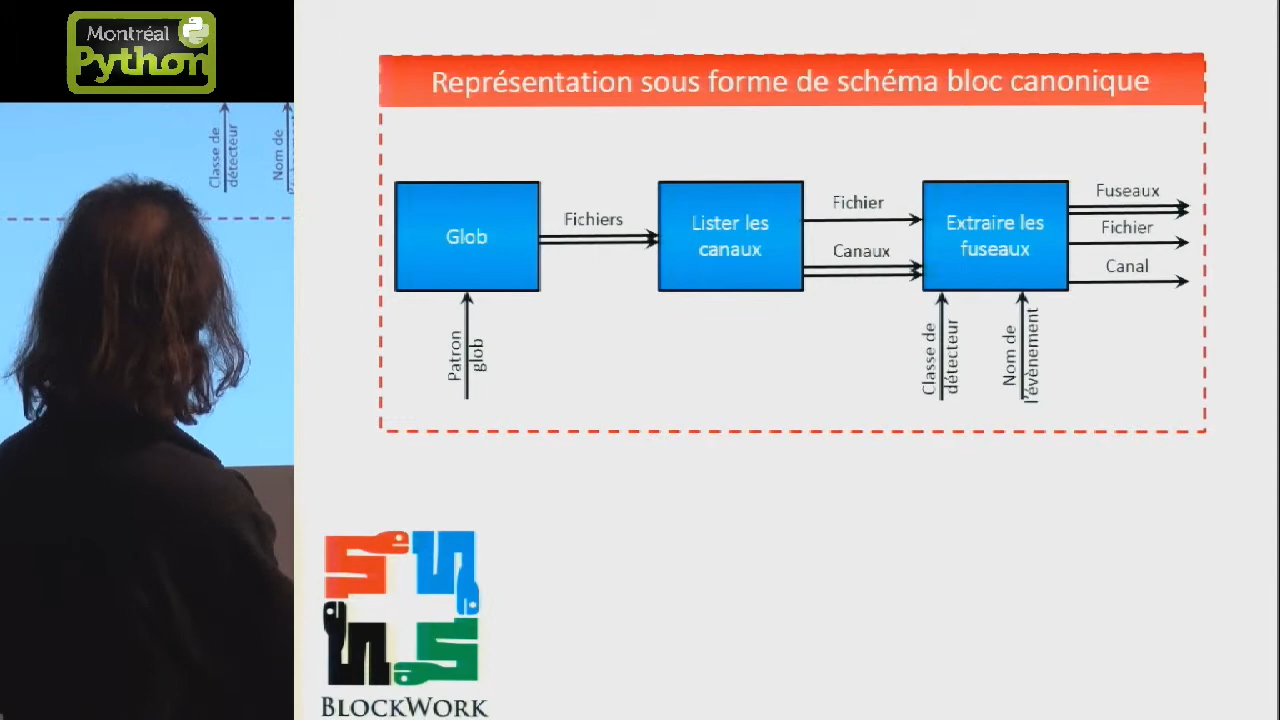 Montréal
Python
Classe de
détecteur
Nom de
Représentation sous forme de schéma bloc canonique
Glob
Fichiers
Lister les
canaux
Fichier
Canaux
Extraire les
fuseaux
Fuseaux
Fichier
Canal
Patron
glob
Classe de
détecteur
Nom de
l'évènement
BLOCKWORK